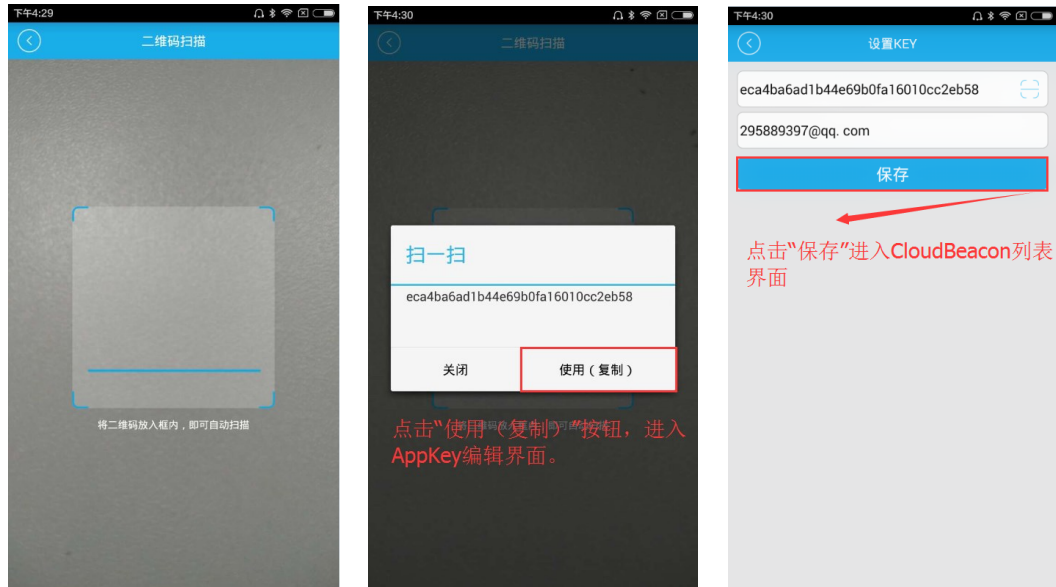 下午4:29
二维码扫描
将二维码放入框内，即可自动扫描
下午4:30
二维码扫描
扫一扫
eca4ba6ad1b44e69b0fa16010cc2eb58
关闭
使用（复制）
点击“使用（复制）”按钮，进入
AppKey编辑界面。
下午4:30
设置KEY
eca4ba6ad1b44e69b0fa16010cc2eb58
295889397@qq. com
保存
点击“保存”进入CloudBeacon列表
界面